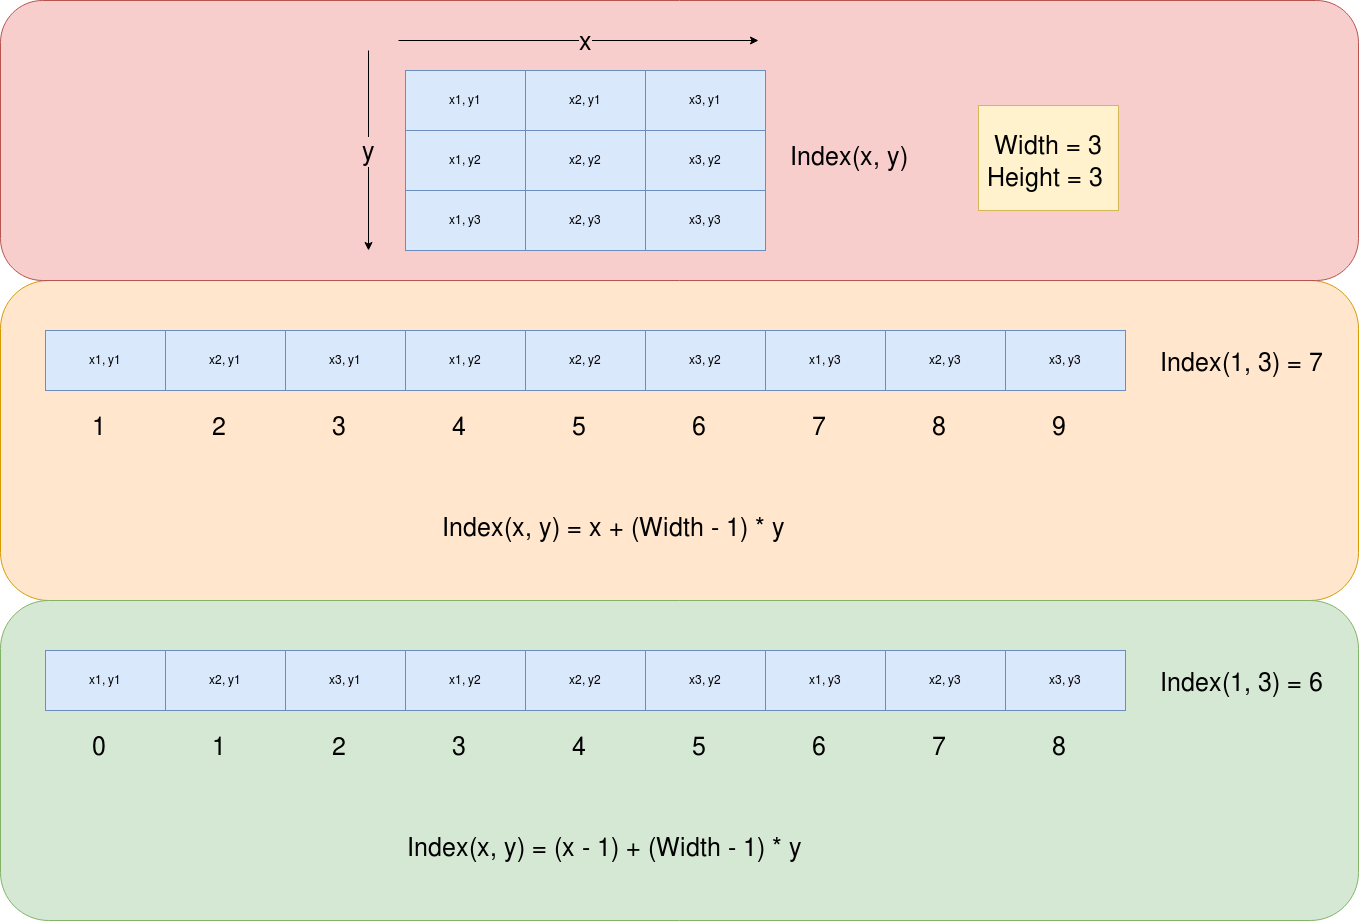 x
y
x1, y1
x2, y1
x3, y1
x1, y2
x2, y2
x3, y2
x1, y3
x2, y3
x3, y3
Index(x, y)
Width = 3
Height = 3
x1, y1
x2, y1
x3, y1
x1, y2
x2, y2
x3, y2
x1, y3
x2, y3
x3, y3
Index(1, 3) = 7
1
2
3
4
5
6
7
8
9
Index(x, y) = x + (Width - 1) * y
x1, y1
x2, y1
x3, y1
x1, y2
x2, y2
x3, y2
x1, y3
x2, y3
x3, y3
Index(1, 3) = 6
0
1
2
3
4
5
6
7
8
Index(x, y) = (x - 1) + (Width - 1) * y